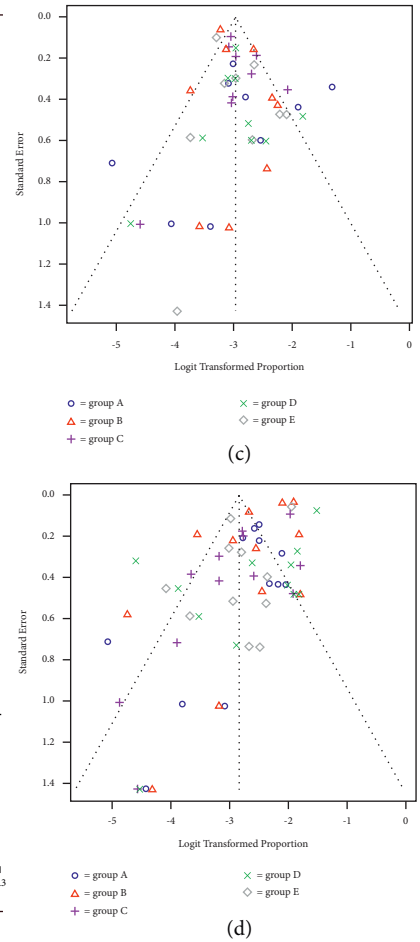 0.0
0.2
0.4
0.6
0.8
1.0
1.2
1.4
Standard Error
-5 -4 -3 -2 -1 0
Logit Transformed Proportion
= group A = group D
= group B = group E
= group C
(c)
0.0
0.2
0.4
0.6
0.8
1.0
1.2
1.4
Standard Error
-5 -4 -3 -2 -1 0
Logit Transformed Proportion
= group A = group D
= group B = group E
= group C
(d)